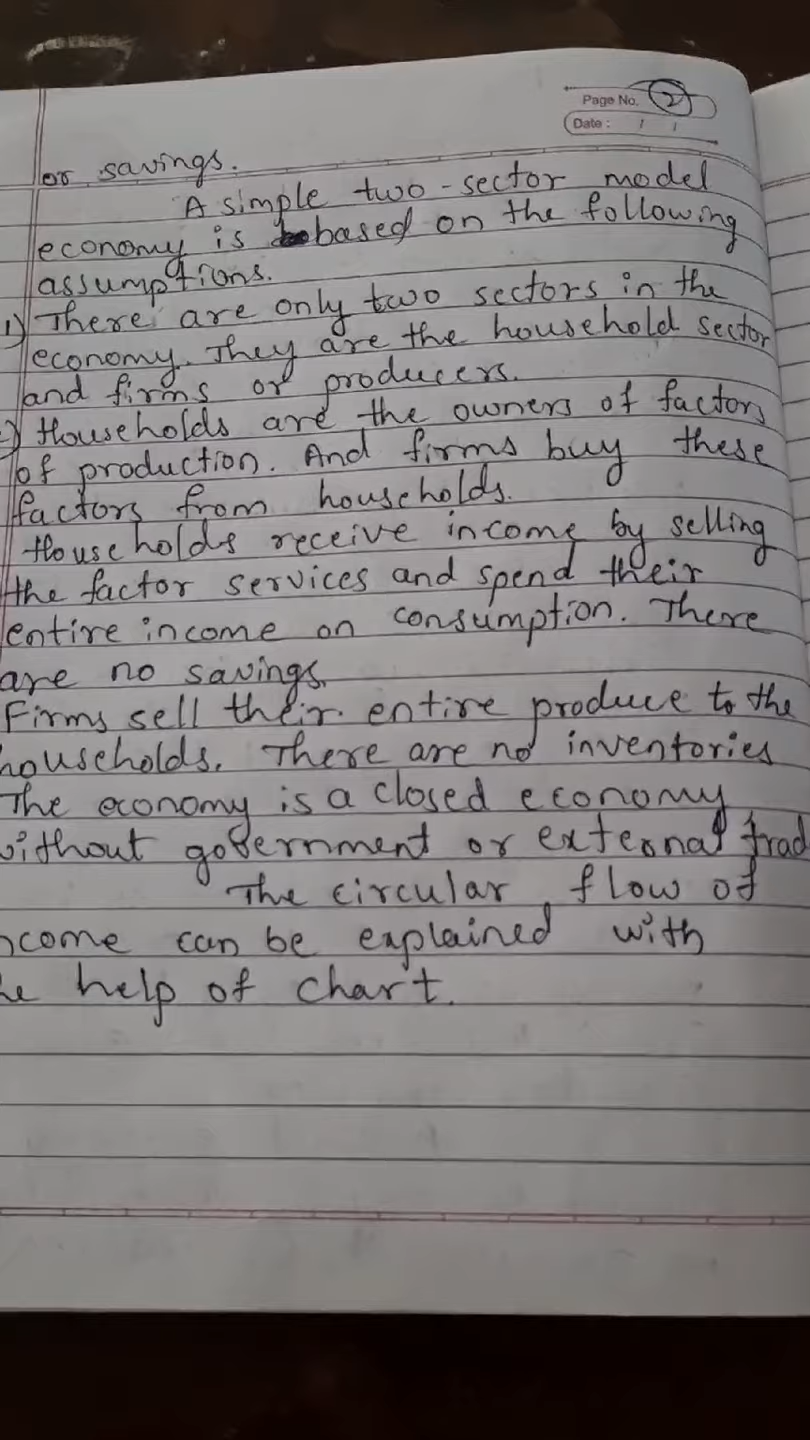 Page No. 2
Date : / /
or savings.
A simple two-sector model
economy is based on the following
assumptions.
1) There are only two sectors in the
economy. They are the household sector
and firms or producers.
2) Households are the owners of factors
of production. And firms buy these
factors from households.
Households receive income by selling
the factor services and spend their
entire income on consumption. There
are no savings.
Firms sell their entire produce to the
households. There are no inventories
The economy is a closed economy
without government or external trad
The circular flow of
ncome can be explained with
he help of chart.